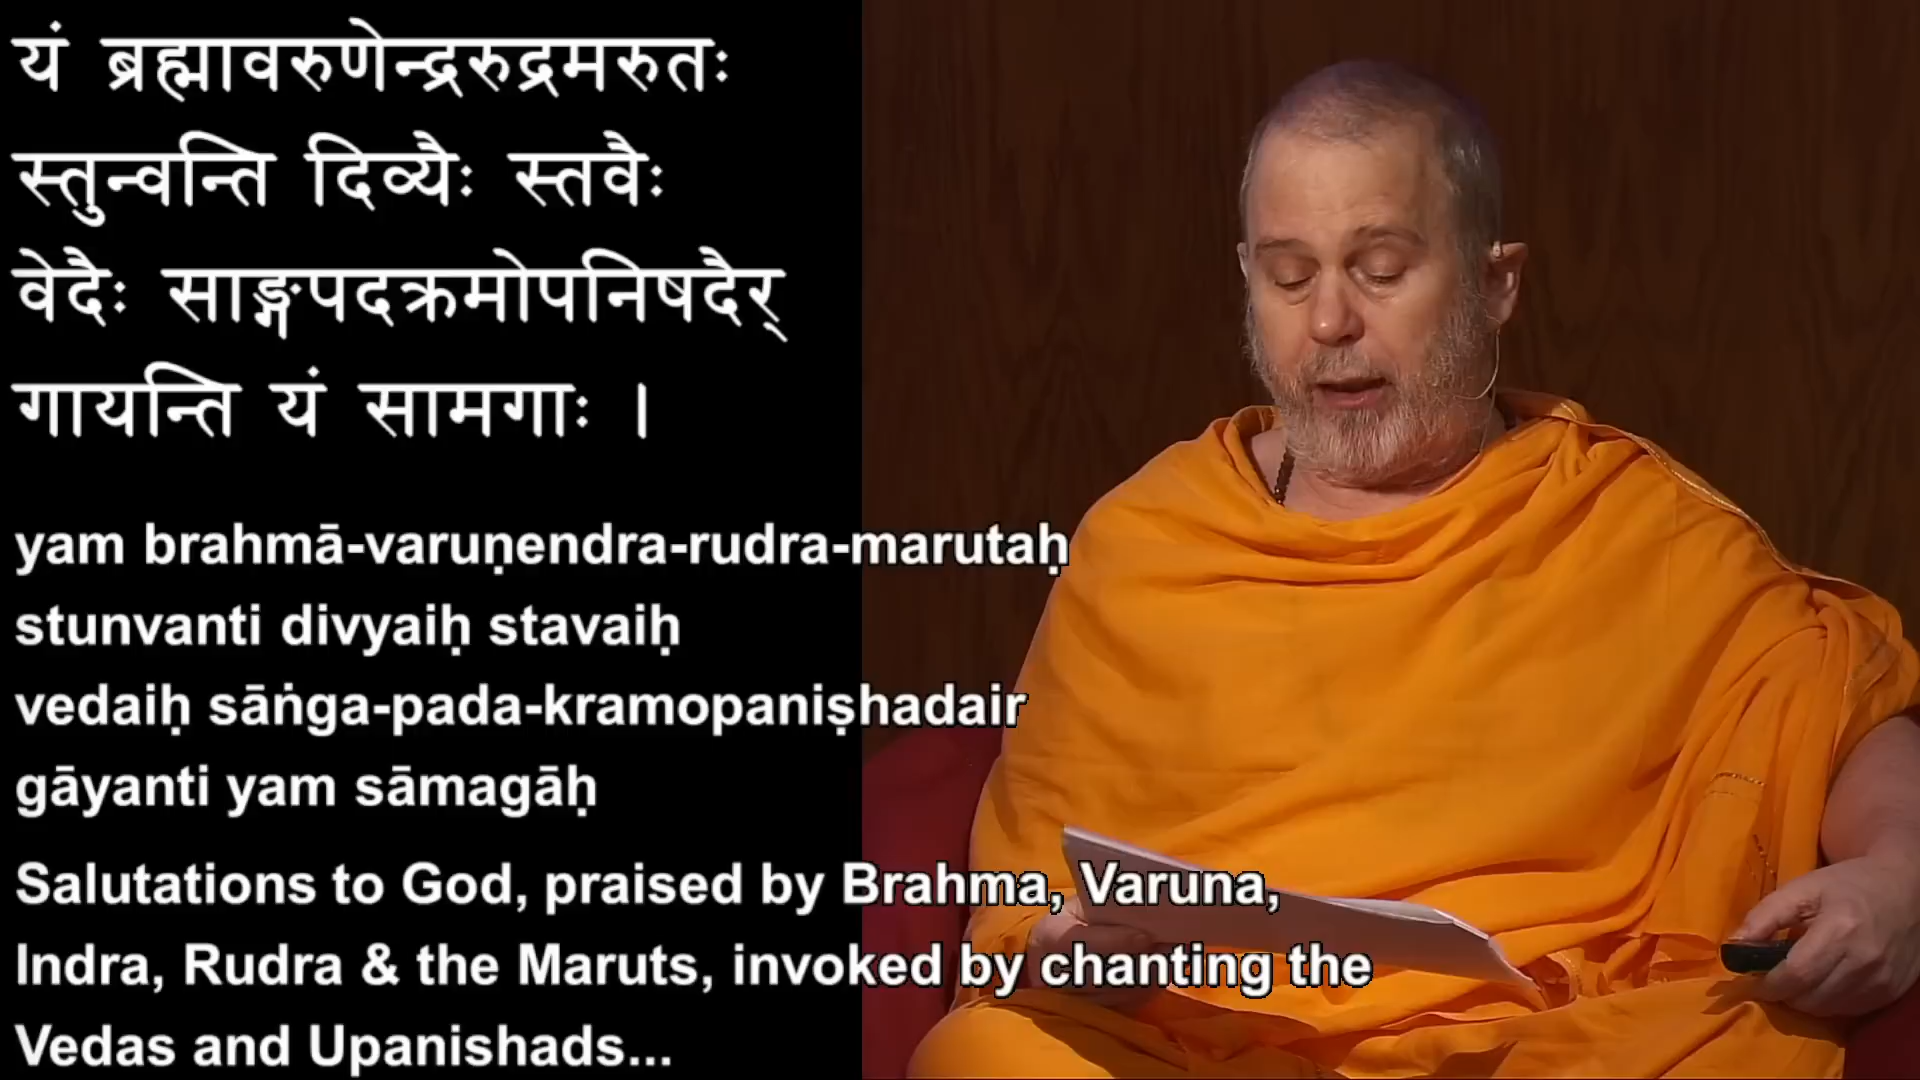 यं ब्रह्मावरुणेन्द्ररुद्रमरुतः
स्तुन्वन्ति दिव्यैः स्तवैः
वेदैः साङ्गपदक्रमोपनिषदैर्
गायन्ति यं सामगाः ।
yam brahmā-varuṇendra-rudra-marutaḥ
stunvanti divyaiḥ stavaiḥ
vedaiḥ sāṅga-pada-kramopaniṣhadair
gāyanti yam sāmagāḥ
Salutations to God, praised by Brahma, Varuna,
Indra, Rudra & the Maruts, invoked by chanting the
Vedas and Upanishads...